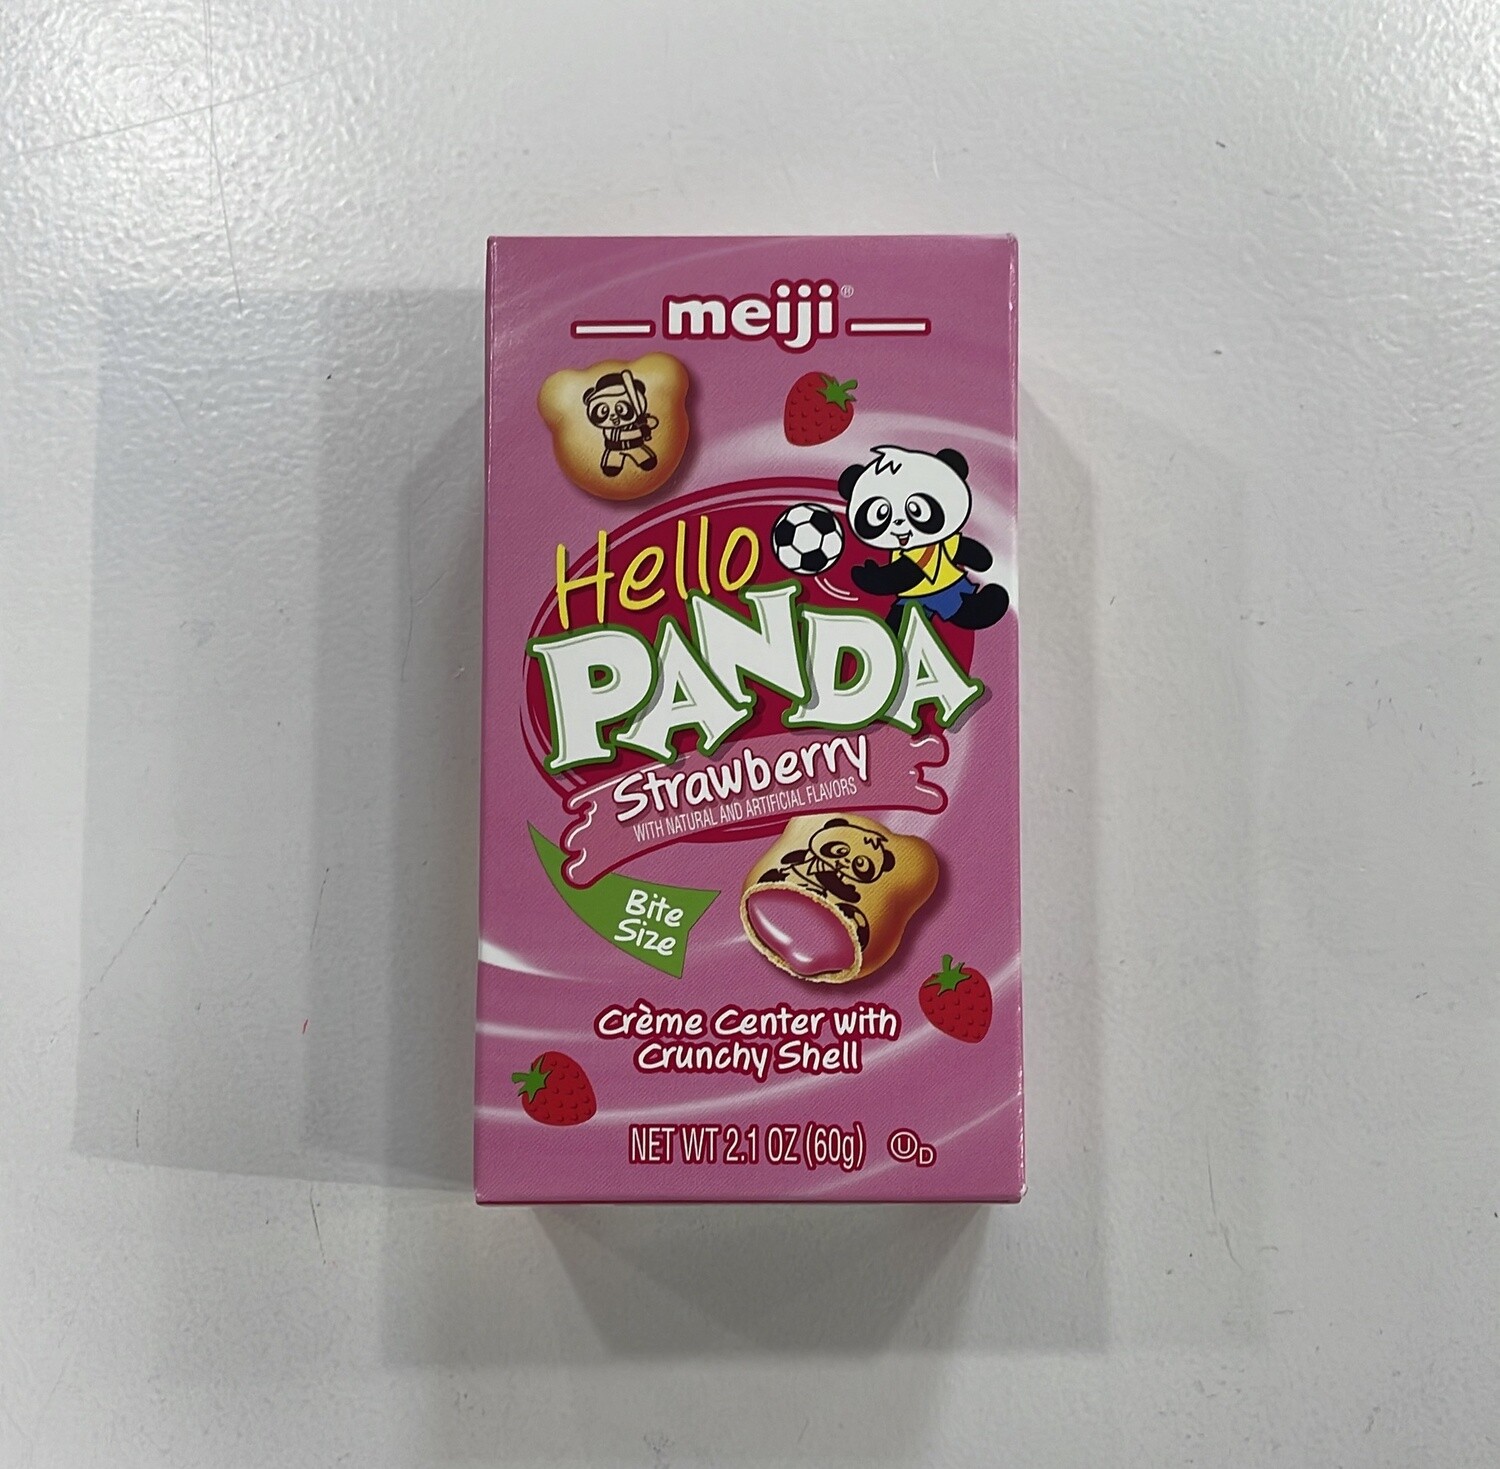 meiji®
Hello
PANDA
Strawberry
WITH NATURAL AND ARTIFICIAL FLAVORS
Bite
Size
Crème Center with
Crunchy Shell
NET WT 2.1 OZ (60g) Ⓤ D